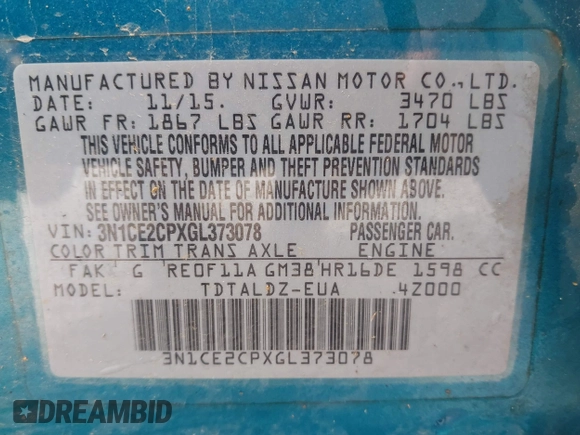 MANUFACTURED BY NISSAN MOTOR CO.,LTD.
DATE: 11/15. GVWR: 3470 LBS
GAWR FR: 1867 LBS GAWR RR: 1704 LBS
THIS VEHICLE CONFORMS TO ALL APPLICABLE FEDERAL MOTOR
VEHICLE SAFETY, BUMPER AND THEFT PREVENTION STANDARDS
IN EFFECT ON THE DATE OF MANUFACTURE SHOWN ABOVE.
SEE OWNER'S MANUAL FOR ADDITIONAL INFORMATION.
VIN: 3N1CE2CPXGL373078 PASSENGER CAR.
COLOR TRIM TRANS AXLE ENGINE
FAK G RE0F11A GM38 HR16DE 1598 CC
TDTALDZ-EUA 4Z000
3N1CE2CPXGL373078
DREAMBID